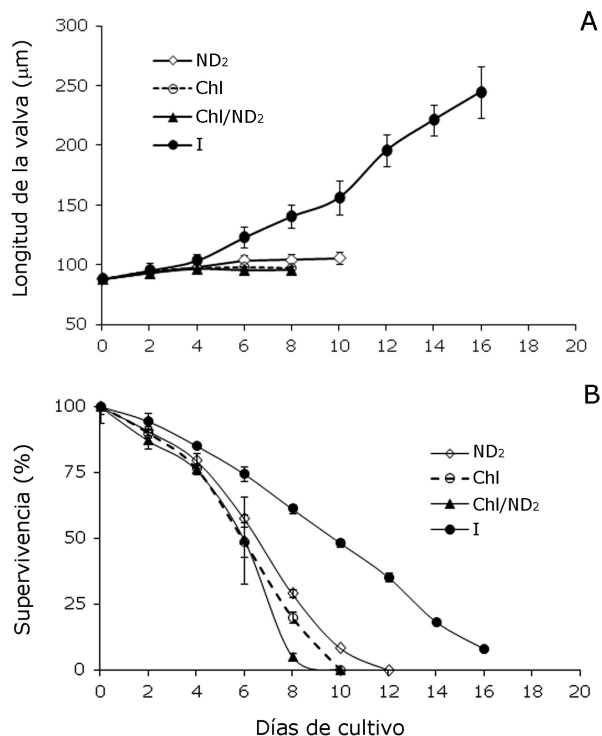 A
300
250
200
150
100
50
Longitud de la valva (µm)
ND2
Chl
Chl/ND2
I
0 2 4 6 8 10 12 14 16 18 20
B
100
75
50
25
0
Supervivencia (%)
ND2
Chl
Chl/ND2
I
0 2 4 6 8 10 12 14 16 18 20
Días de cultivo